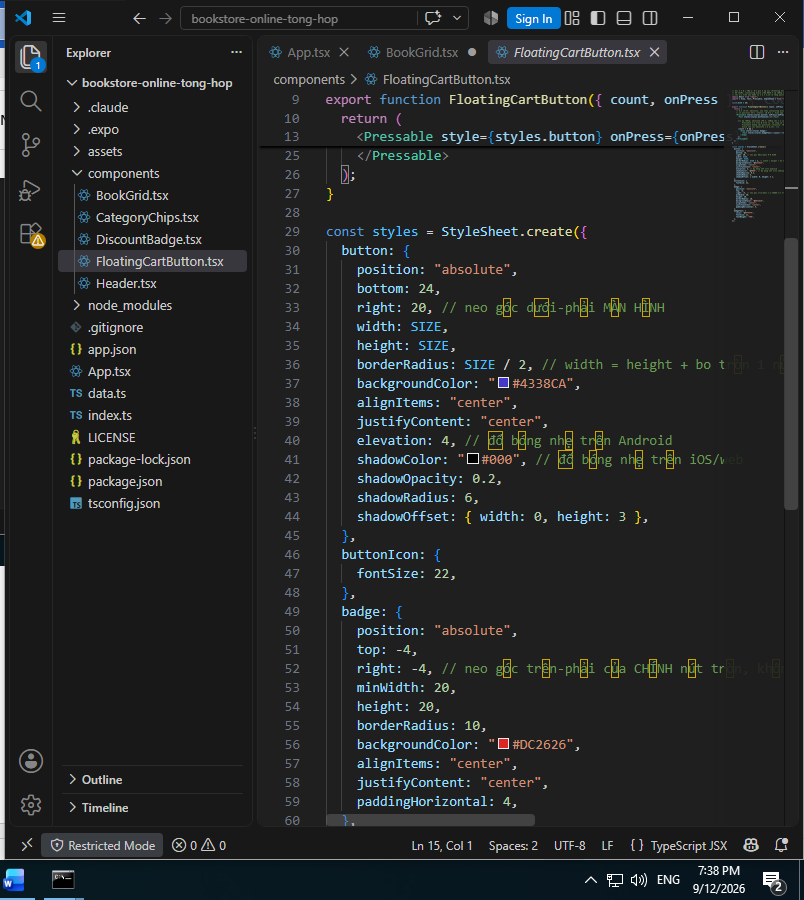 bookstore-online-tong-hop
Sign In
Explorer
App.tsx
BookGrid.tsx
FloatingCartButton.tsx
components > FloatingCartButton.tsx
bookstore-online-tong-hop
.claude
.expo
assets
components
BookGrid.tsx
CategoryChips.tsx
DiscountBadge.tsx
FloatingCartButton.tsx
Header.tsx
node_modules
.gitignore
{} app.json
App.tsx
TS data.ts
TS index.ts
LICENSE
{} package-lock.json
{} package.json
TS tsconfig.json
Outline
Timeline
1
9 export function FloatingCartButton({ count, onPress
10 return (
13 <Pressable style={styles.button} onPress={onPres
25 </Pressable>
26 );
27 }
28
29 const styles = StyleSheet.create({
30 button: {
31 position: "absolute",
32 bottom: 24,
33 right: 20, // neo góc dưới-phải MÀN HÌNH
34 width: SIZE,
35 height: SIZE,
36 borderRadius: SIZE / 2, // width = height + bo tròn 1 n
37 backgroundColor: "#4338CA",
38 alignItems: "center",
39 justifyContent: "center",
40 elevation: 4, // đổ bóng nhẹ trên Android
41 shadowColor: "#000", // đổ bóng nhẹ trên iOS/web
42 shadowOpacity: 0.2,
43 shadowRadius: 6,
44 shadowOffset: { width: 0, height: 3 },
45 },
46 buttonIcon: {
47 fontSize: 22,
48 },
49 badge: {
50 position: "absolute",
51 top: -4,
52 right: -4, // neo góc trên-phải của CHÍNH nút tròn, khô
53 minWidth: 20,
54 height: 20,
55 borderRadius: 10,
56 backgroundColor: "#DC2626",
57 alignItems: "center",
58 justifyContent: "center",
59 paddingHorizontal: 4,
60 },
Restricted Mode
0
0
Ln 15, Col 1
Spaces: 2
UTF-8
LF
{} TypeScript JSX
ENG
7:38 PM
9/12/2026
2